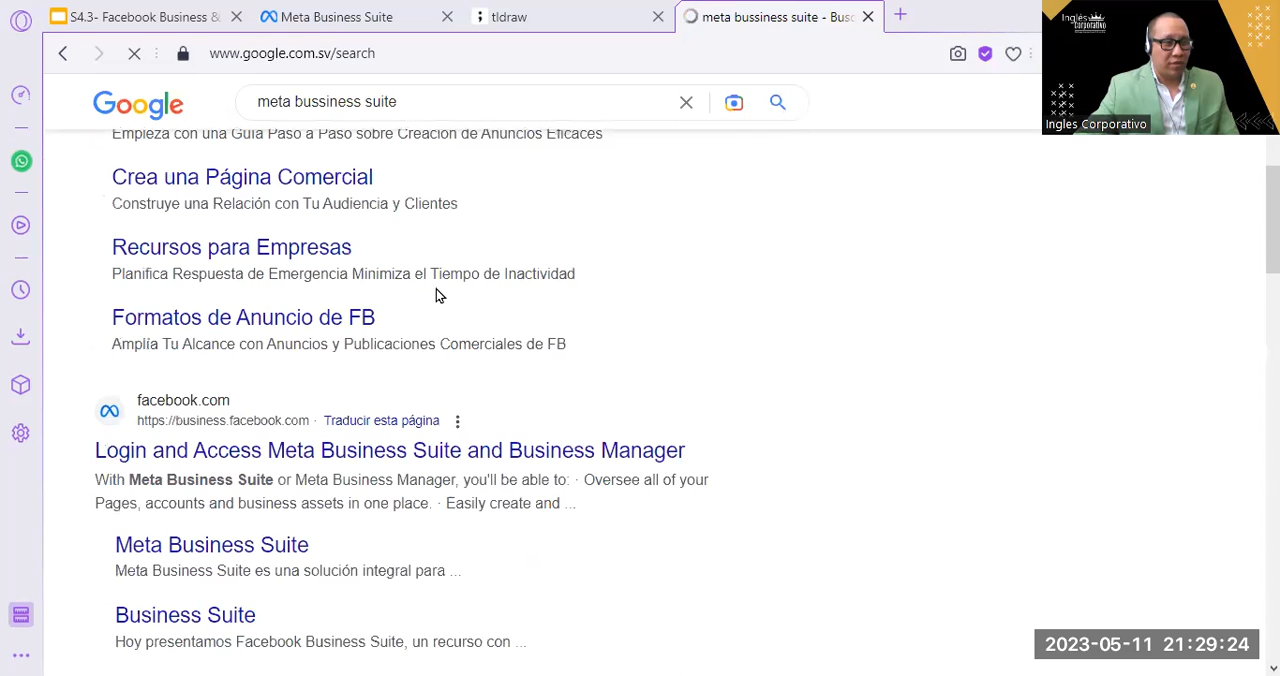 S4.3- Facebook Business &
Meta Business Suite
tldraw
meta bussiness suite - Busc
www.google.com.sv/search
Inglés
Corporativo
Google
meta bussiness suite
Ingles Corporativo
Empieza con una Guía Paso a Paso sobre Creación de Anuncios Eficaces
Crea una Página Comercial
Construye una Relación con Tu Audiencia y Clientes
Recursos para Empresas
Planifica Respuesta de Emergencia Minimiza el Tiempo de Inactividad
Formatos de Anuncio de FB
Amplía Tu Alcance con Anuncios y Publicaciones Comerciales de FB
facebook.com
https://business.facebook.com · Traducir esta página
Login and Access Meta Business Suite and Business Manager
With Meta Business Suite or Meta Business Manager, you'll be able to: · Oversee all of your
Pages, accounts and business assets in one place. · Easily create and ...
Meta Business Suite
Meta Business Suite es una solución integral para ...
Business Suite
Hoy presentamos Facebook Business Suite, un recurso con ...
2023-05-11 21:29:24